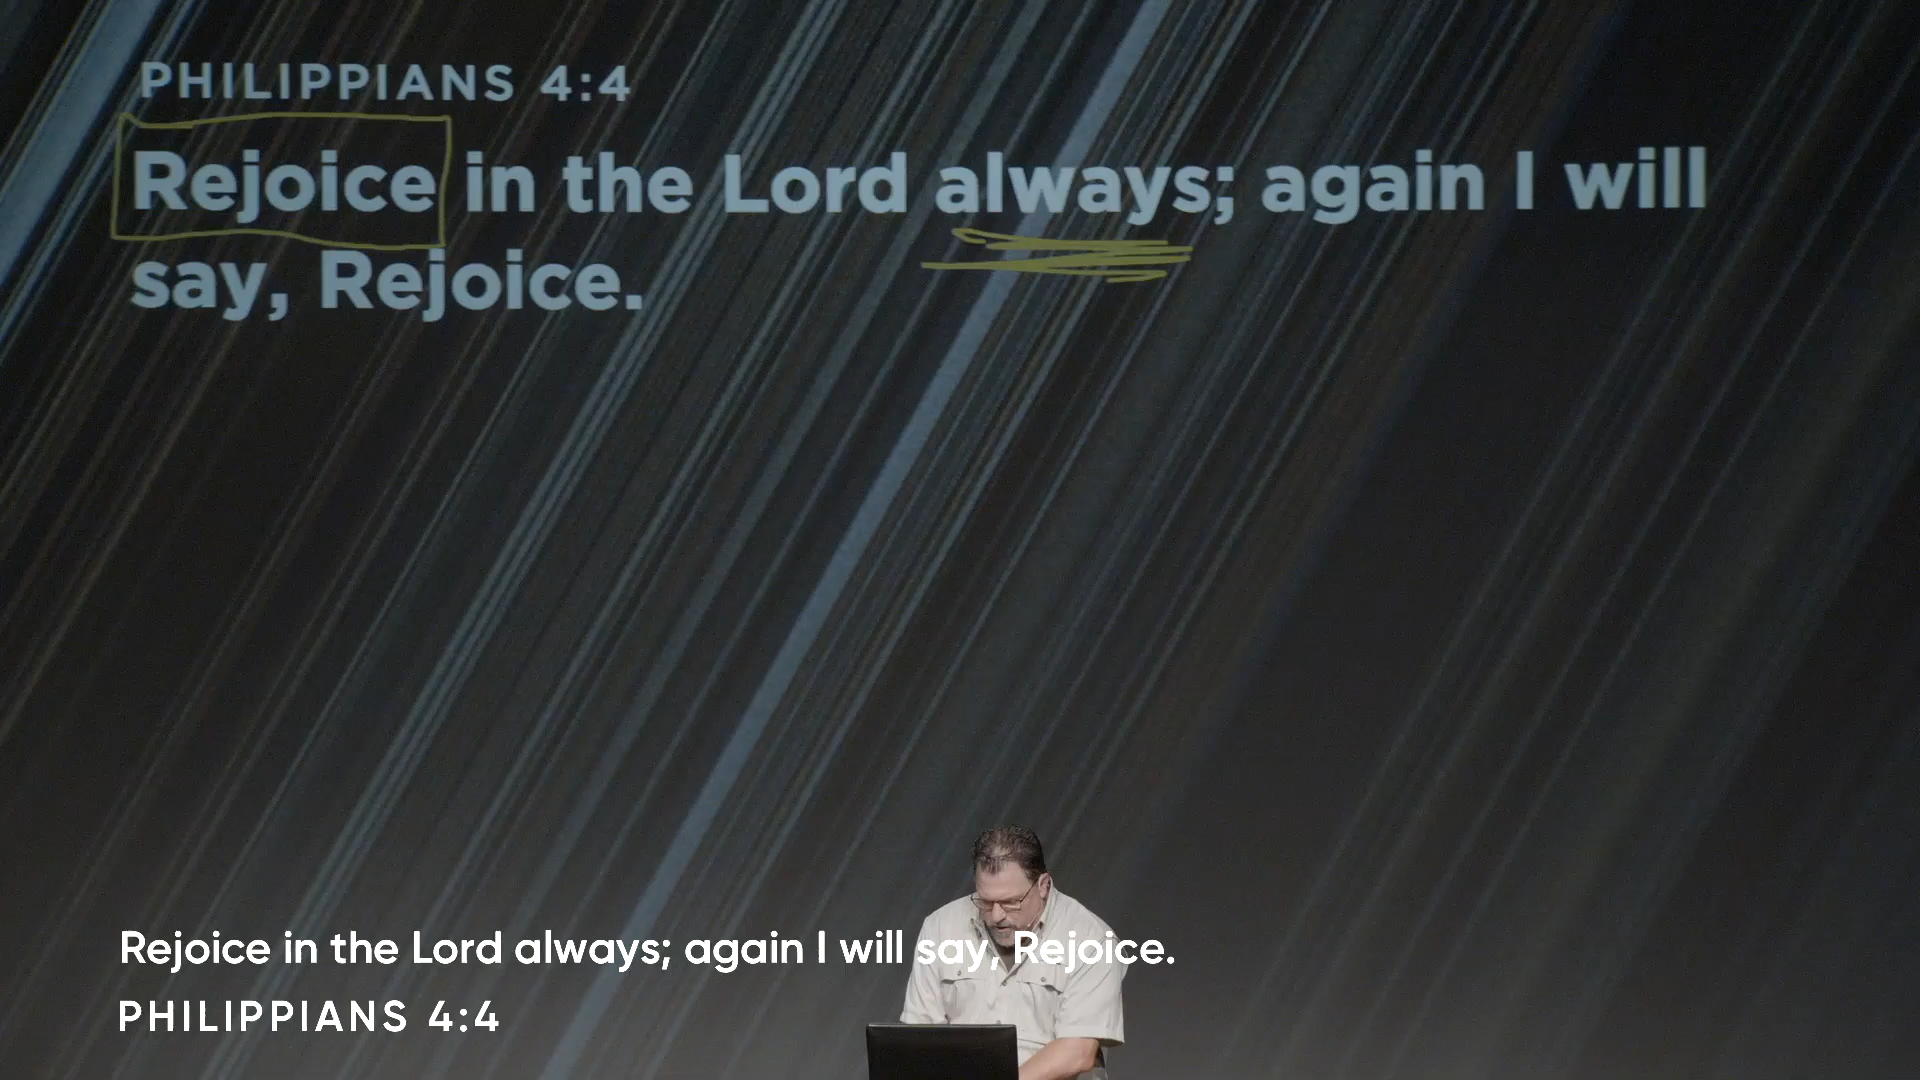 PHILIPPIANS 4:4
Rejoice in the Lord always; again I will
say, Rejoice.
Rejoice in the Lord always; again I will say, Rejoice.
PHILIPPIANS 4:4